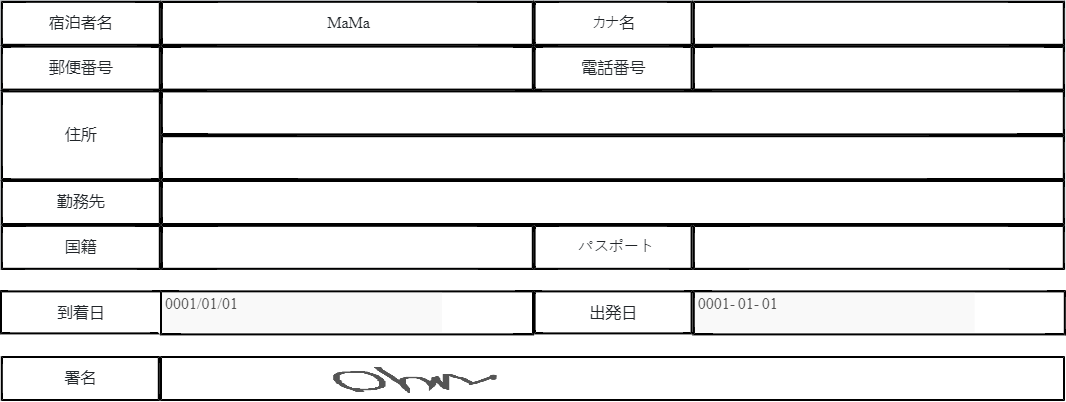 宿泊者名 MaMa カナ名
郵便番号 電話番号
住所
勤務先
国籍 パスポート
到着日 0001/01/01 出発日 0001-01-01
署名